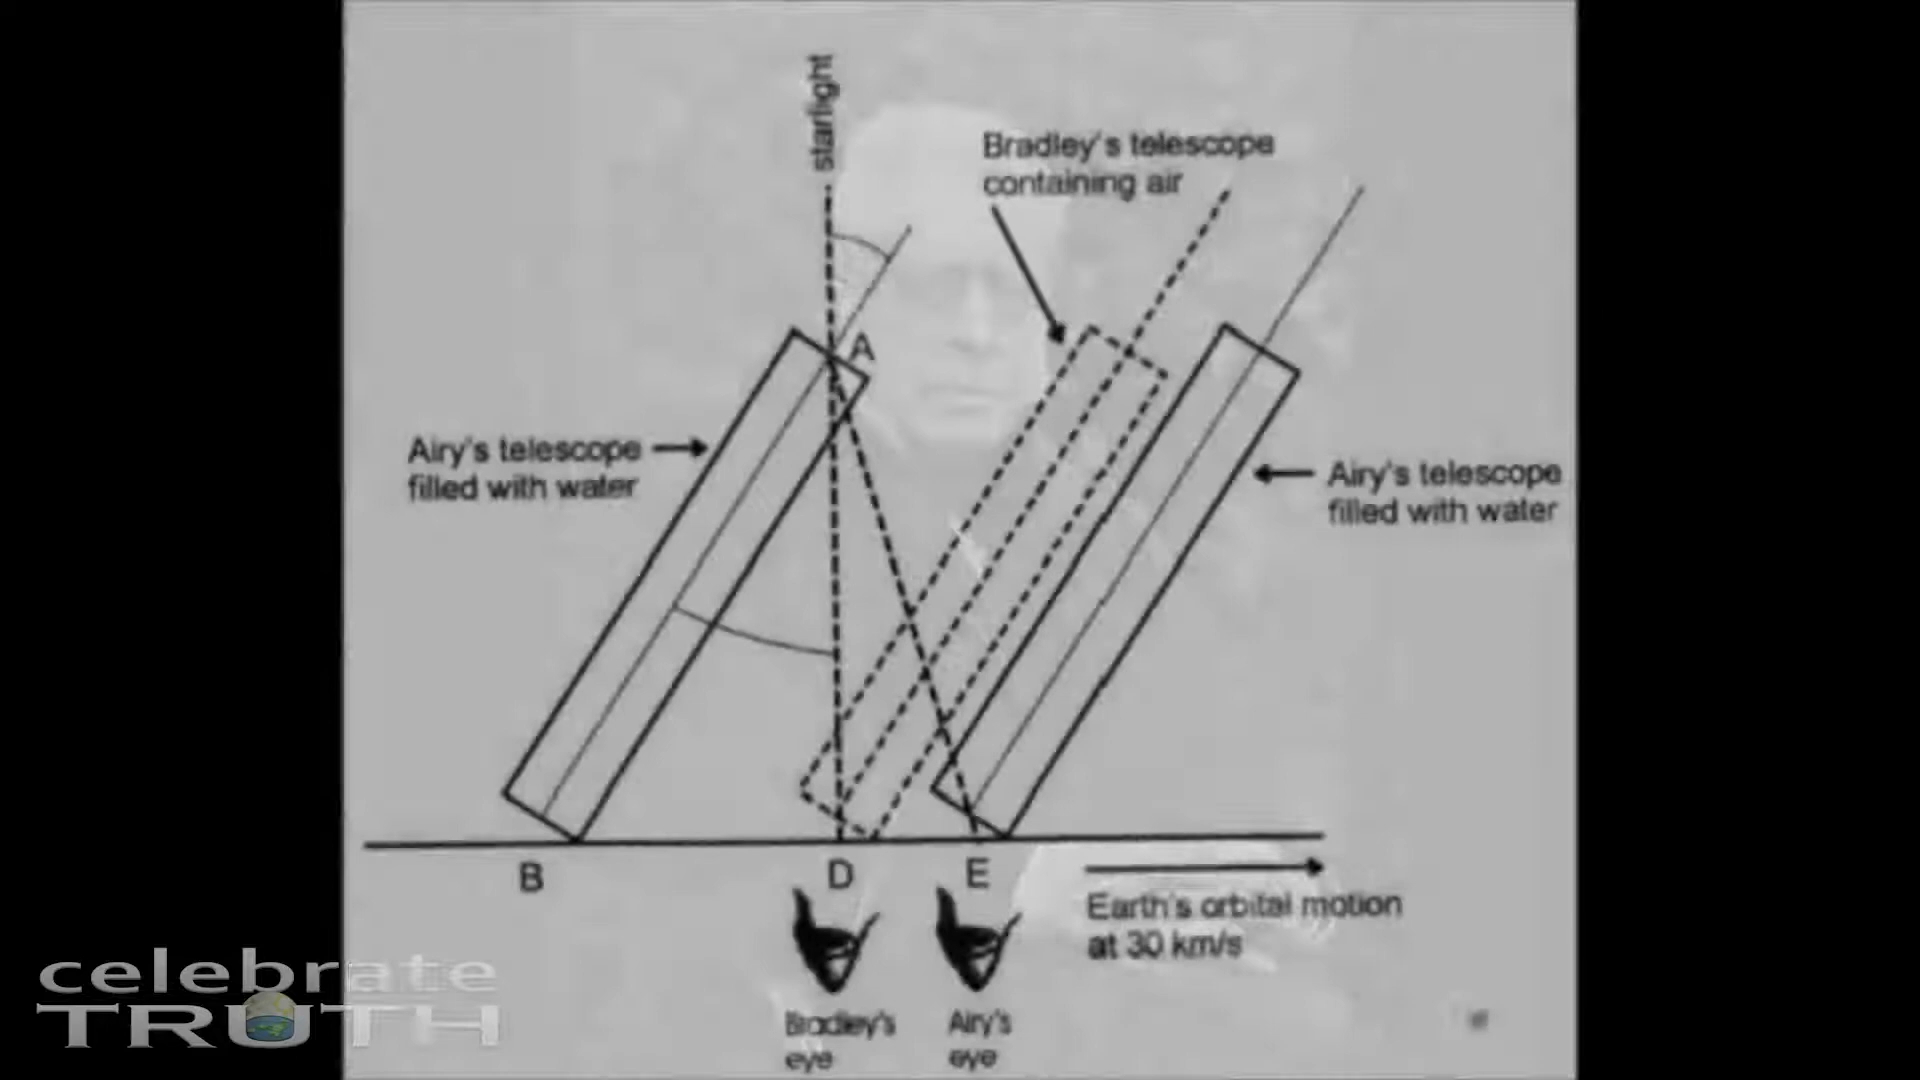 starlight
Bradley's telescope
containing air
A
Airy's telescope
filled with water
Airy's telescope
filled with water
B
D
E
Earth's orbital motion
at 30 km/s
Bradley's
eye
Airy's
eye
celebrate
TRUTH